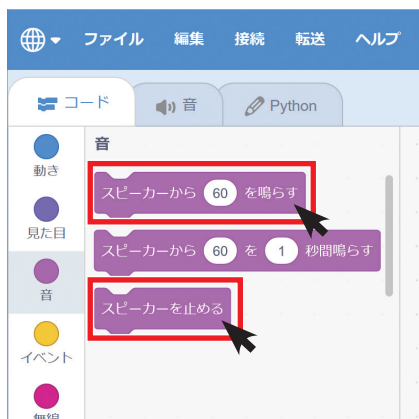 ファイル 編集 接続 転送 ヘルプ
コード 音 Python
音
動き
スピーカーから 60 を鳴らす
見た目
スピーカーから 60 を 1 秒間鳴らす
音
スピーカーを止める
イベント
無線